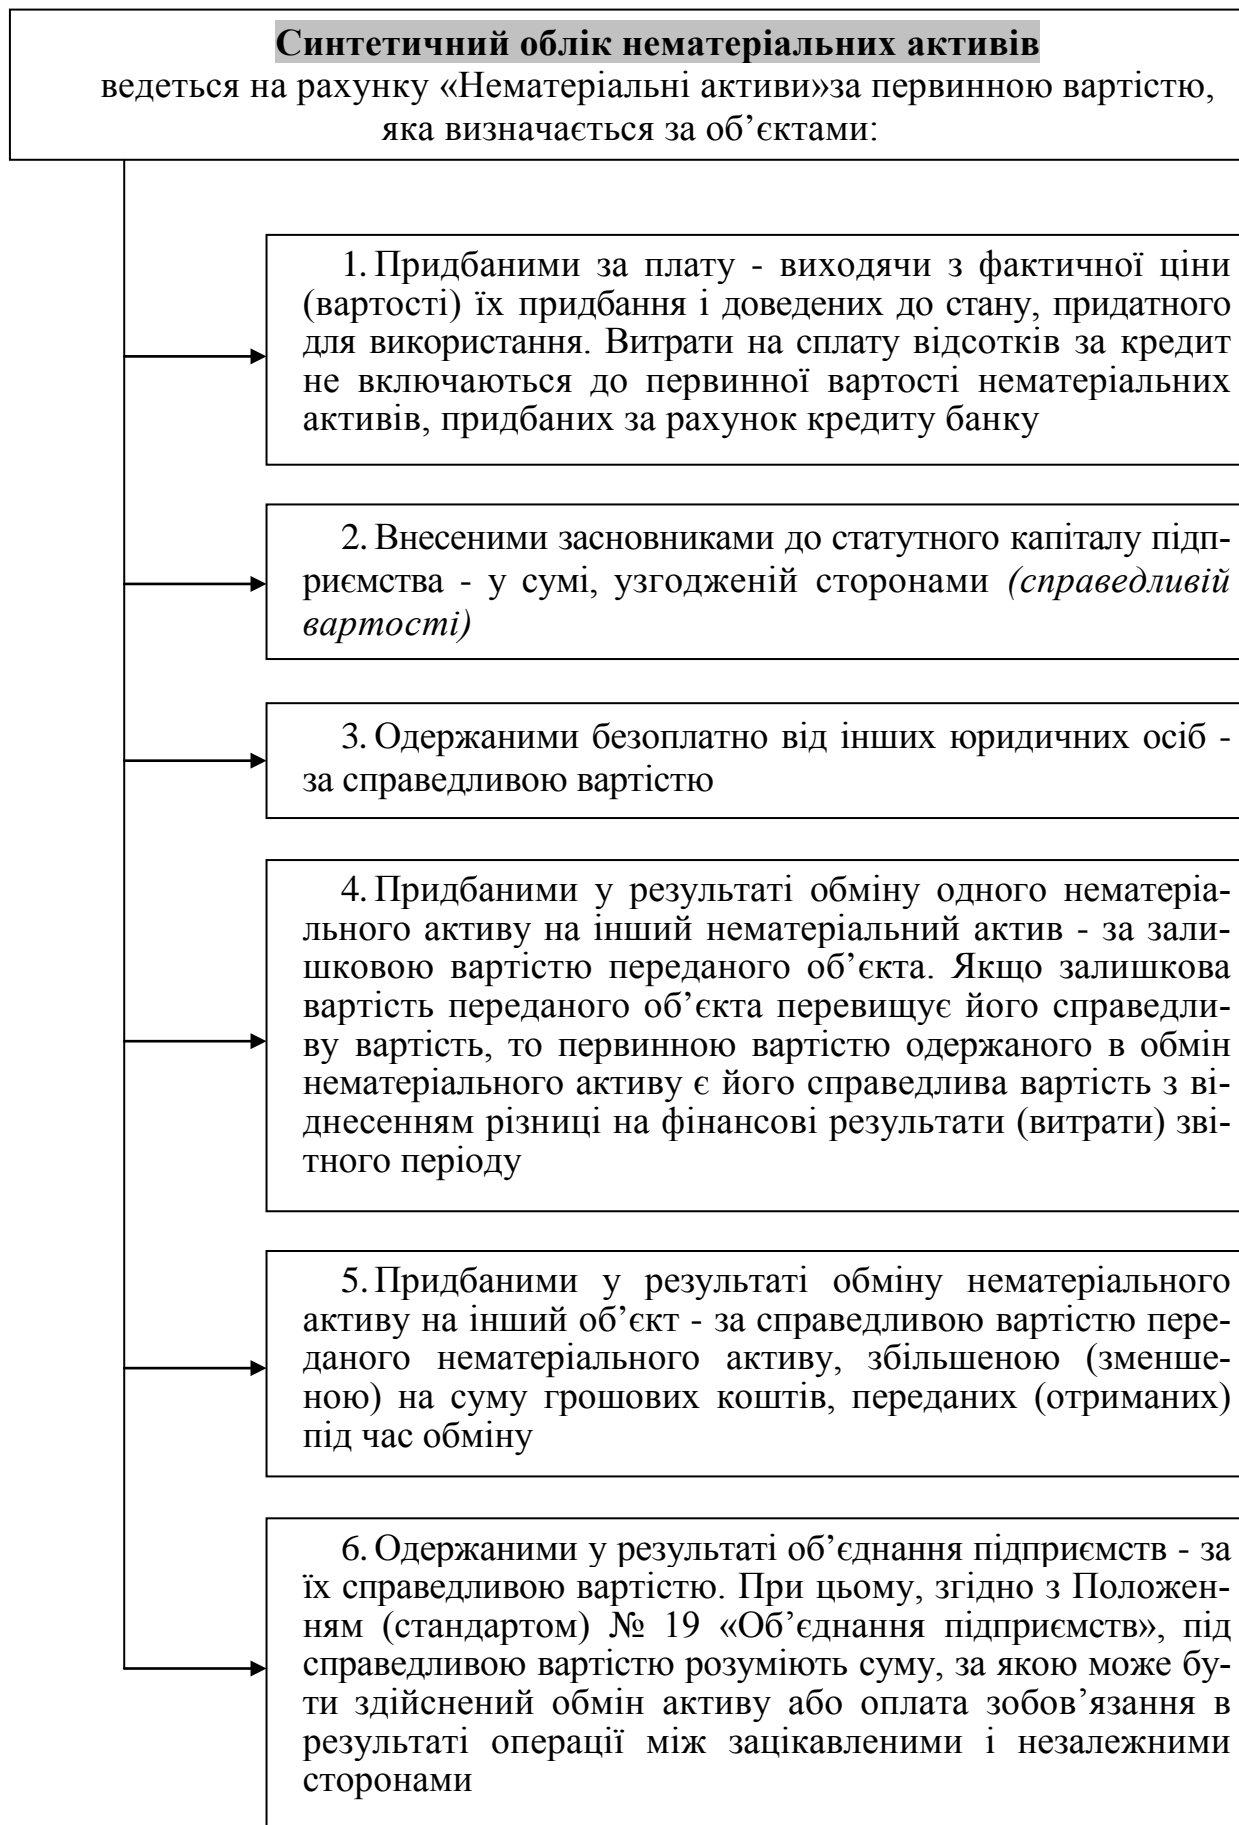 Синтетичний облік нематеріальних активів
ведеться на рахунку «Нематеріальні активи»за первинною вартістю,
яка визначається за об’єктами:
1. Придбаними за плату - виходячи з фактичної ціни
(вартості) їх придбання і доведених до стану, придатного
для використання. Витрати на сплату відсотків за кредит
не включаються до первинної вартості нематеріальних
активів, придбаних за рахунок кредиту банку
2. Внесеними засновниками до статутного капіталу підп-
риємства - у сумі, узгодженій сторонами (справедливій
вартості)
3. Одержаними безоплатно від інших юридичних осіб -
за справедливою вартістю
4. Придбаними у результаті обміну одного нематеріа-
льного активу на інший нематеріальний актив - за зали-
шковою вартістю переданого об’єкта. Якщо залишкова
вартість переданого об’єкта перевищує його справедли-
ву вартість, то первинною вартістю одержаного в обмін
нематеріального активу є його справедлива вартість з ві-
днесенням різниці на фінансові результати (витрати) зві-
тного періоду
5. Придбаними у результаті обміну нематеріального
активу на інший об’єкт - за справедливою вартістю пере-
даного нематеріального активу, збільшеною (зменше-
ною) на суму грошових коштів, переданих (отриманих)
під час обміну
6. Одержаними у результаті об’єднання підприємств - за
їх справедливою вартістю. При цьому, згідно з Положен-
ням (стандартом) № 19 «Об’єднання підприємств», під
справедливою вартістю розуміють суму, за якою може бу-
ти здійснений обмін активу або оплата зобов’язання в
результаті операції між зацікавленими і незалежними
сторонами